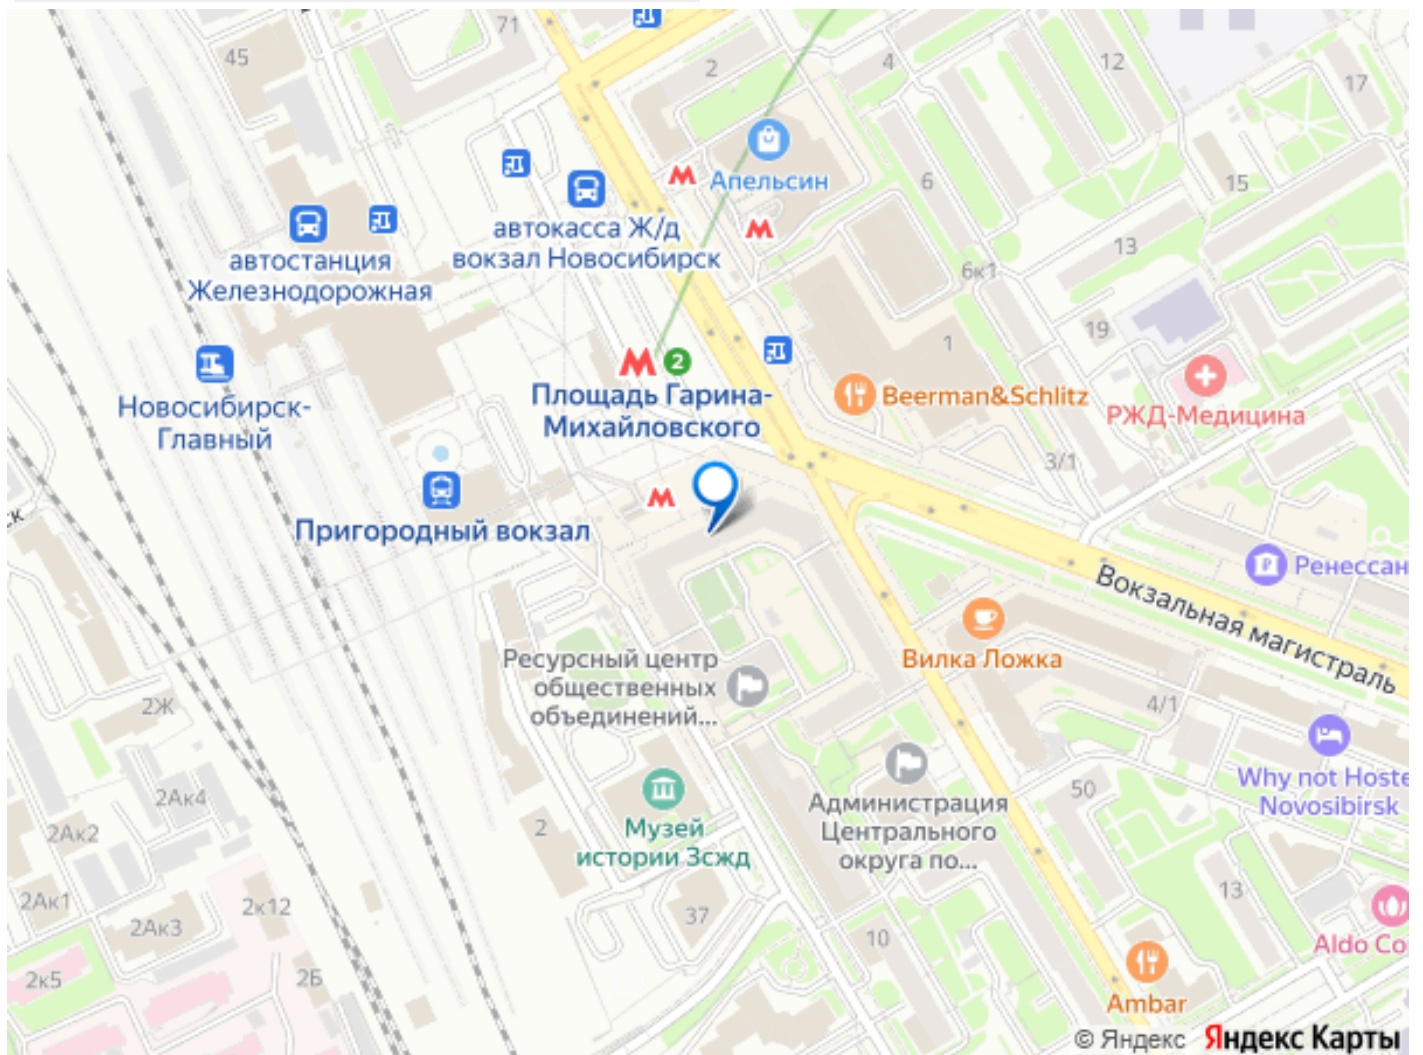 71
45
2
4
12
17
Апельсин
6
15
автокасса Ж/д
вокзал Новосибирск
13
автостанция
Железнодорожная
6к1
2
19
1
Площадь Гарина-
Михайловского
Beerman&Schlitz
РЖД-Медицина
Новосибирск-
Главный
3/1
Пригородный вокзал
ск
Ренессан
Вокзальная магистраль
Вилка Ложка
Ресурсный центр
общественных
объединений...
2Ж
4/1
Why not Hoste
Novosibirsk
50
2Ак4
Администрация
Центрального
округа по...
2Ак2
2
Музей
истории Зсжд
13
2Ак1
2к12
2Ак3
37
10
Aldo Co
2к5
2Б
Ambar
© Яндекс Яндекс Карты